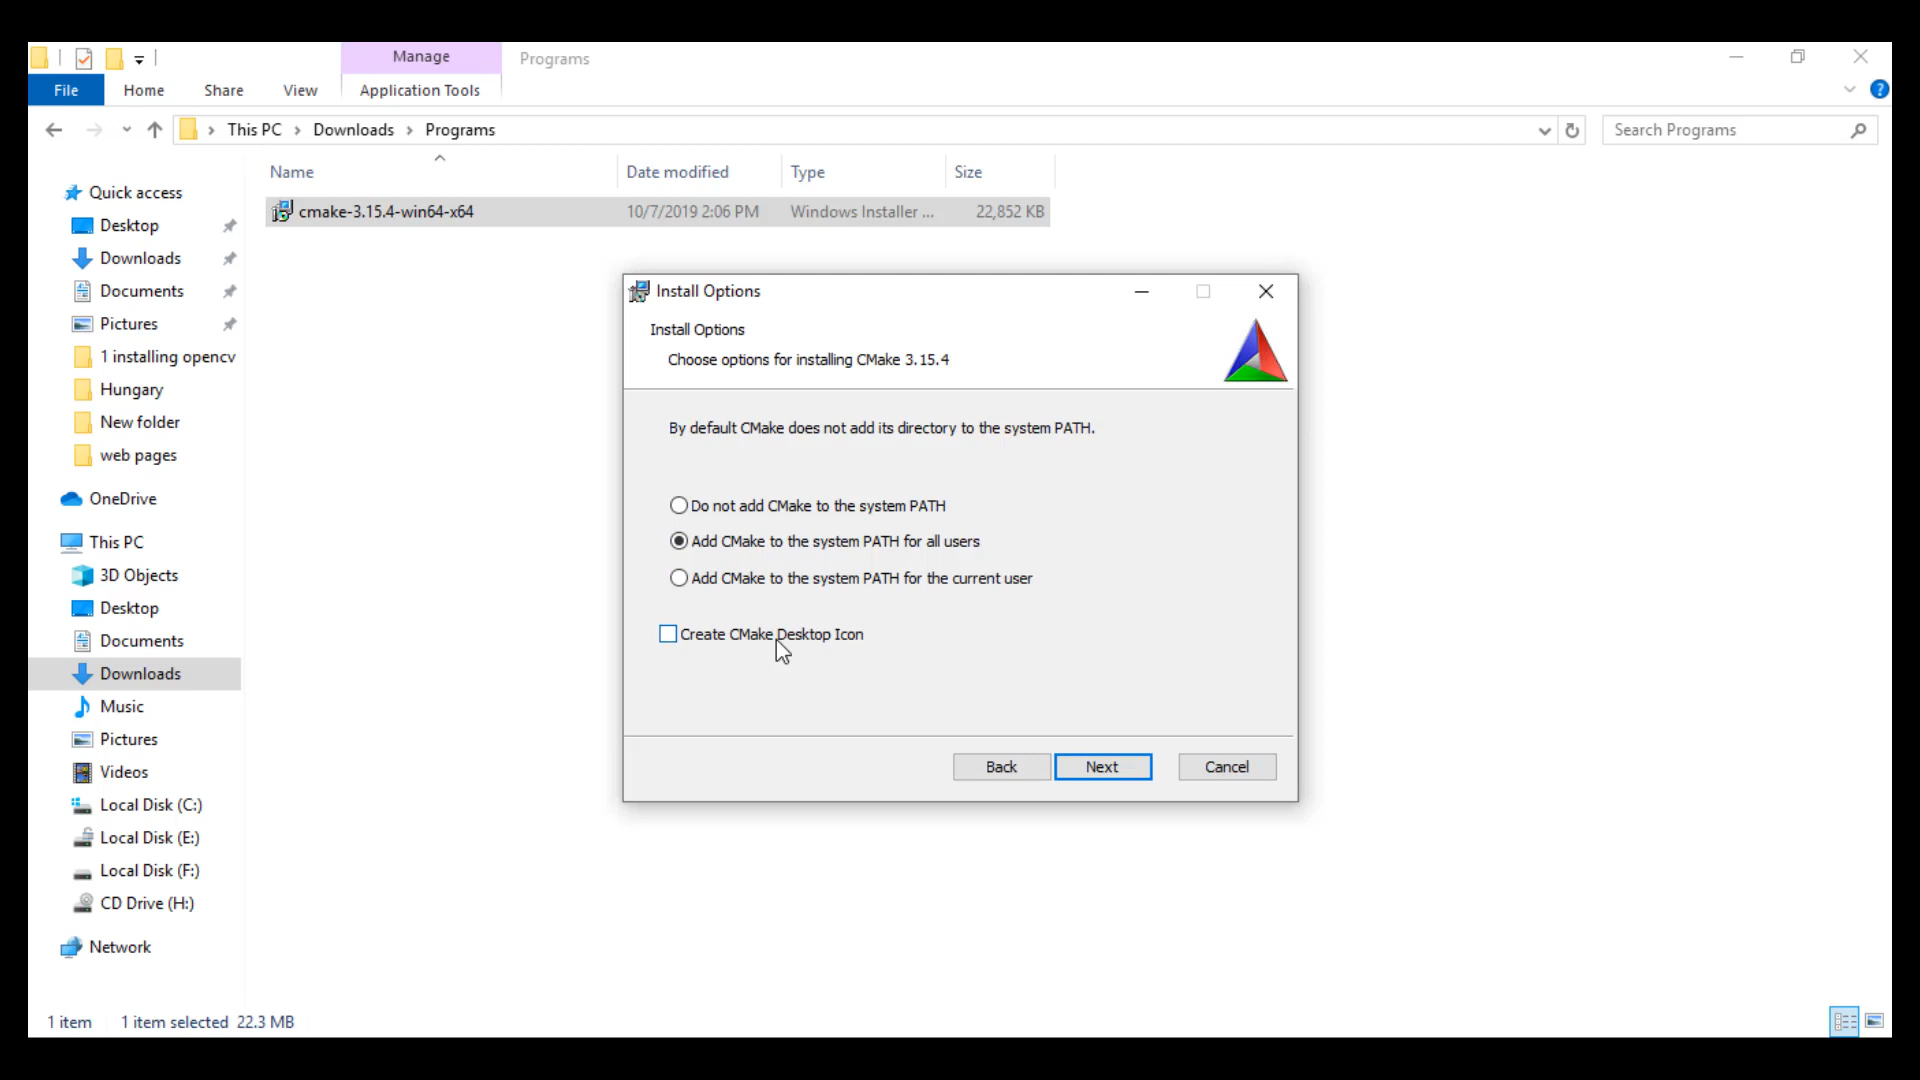 Manage
Programs
File
Home
Share
View
Application Tools
This PC > Downloads > Programs
Search Programs
Name
Date modified
Type
Size
cmake-3.15.4-win64-x64
10/7/2019 2:06 PM
Windows Installer ...
22,852 KB
Quick access
Desktop
Downloads
Documents
Pictures
1 installing opencv
Hungary
New folder
web pages
OneDrive
This PC
3D Objects
Desktop
Documents
Downloads
Music
Pictures
Videos
Local Disk (C:)
Local Disk (E:)
Local Disk (F:)
CD Drive (H:)
Network
Install Options
Install Options
Choose options for installing CMake 3.15.4
By default CMake does not add its directory to the system PATH.
Do not add CMake to the system PATH
Add CMake to the system PATH for all users
Add CMake to the system PATH for the current user
Create CMake Desktop Icon
Back
Next
Cancel
1 item
1 item selected 22.3 MB